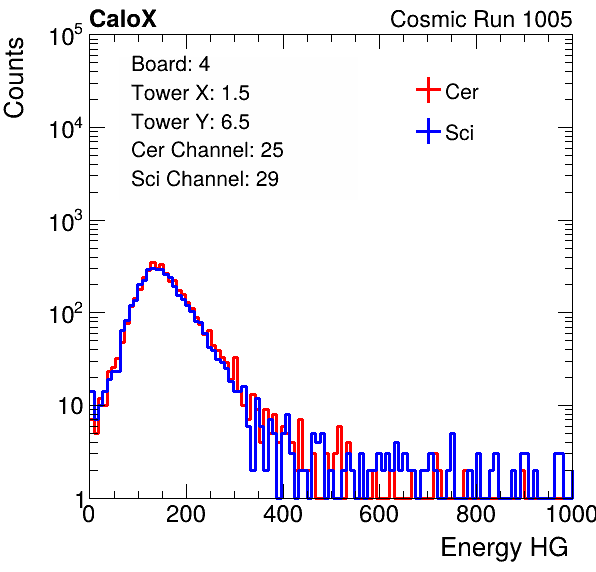 CaloX Cosmic Run 1005
Counts
10^5
10^4
10^3
10^2
10
1
Board: 4
Tower X: 1.5
Tower Y: 6.5
Cer Channel: 25
Sci Channel: 29
Cer
Sci
0 200 400 600 800 1000
Energy HG